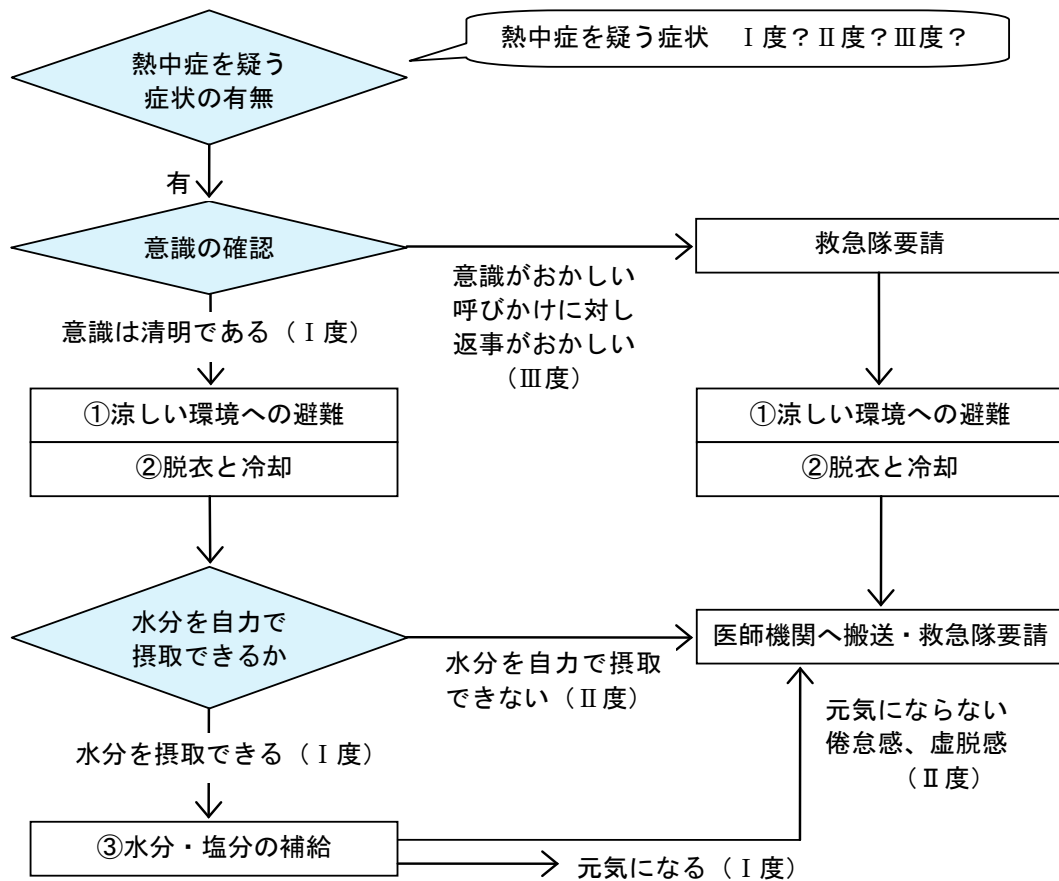 熱中症を疑う症状　Ⅰ度？Ⅱ度？Ⅲ度？
熱中症を疑う
症状の有無
有
意識の確認
救急隊要請
意識がおかしい
呼びかけに対し
返事がおかしい
（Ⅲ度）
意識は清明である（Ⅰ度）
①涼しい環境への避難
②脱衣と冷却
①涼しい環境への避難
②脱衣と冷却
水分を自力で
摂取できるか
医師機関へ搬送・救急隊要請
水分を自力で摂取
できない（Ⅱ度）
元気にならない
倦怠感、虚脱感
（Ⅱ度）
水分を摂取できる（Ⅰ度）
③水分・塩分の補給
元気になる（Ⅰ度）